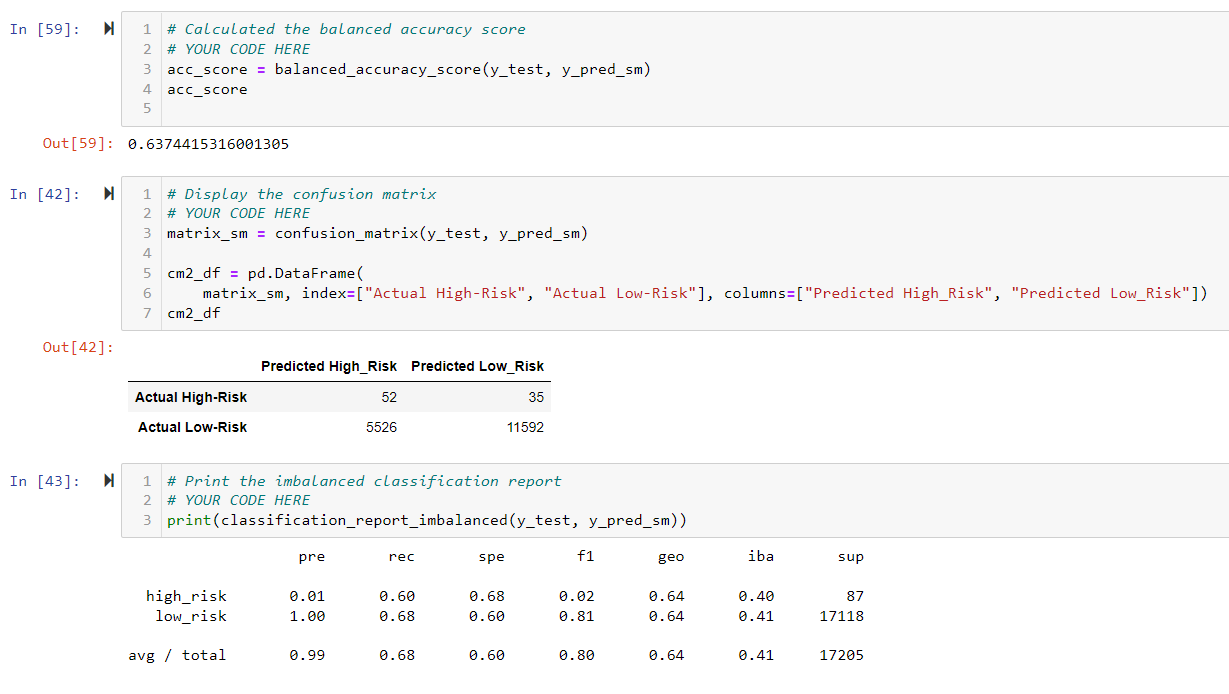 In [59]:
1 # Calculated the balanced accuracy score
2 # YOUR CODE HERE
3 acc_score = balanced_accuracy_score(y_test, y_pred_sm)
4 acc_score
5
Out[59]: 0.6374415316001305
In [42]:
1 # Display the confusion matrix
2 # YOUR CODE HERE
3 matrix_sm = confusion_matrix(y_test, y_pred_sm)
4
5 cm2_df = pd.DataFrame(
6     matrix_sm, index=["Actual High-Risk", "Actual Low-Risk"], columns=["Predicted High_Risk", "Predicted Low_Risk"])
7 cm2_df
Out[42]:
Predicted High_Risk Predicted Low_Risk
Actual High-Risk 52 35
Actual Low-Risk 5526 11592
In [43]:
1 # Print the imbalanced classification report
2 # YOUR CODE HERE
3 print(classification_report_imbalanced(y_test, y_pred_sm))
pre rec spe f1 geo iba sup
high_risk 0.01 0.60 0.68 0.02 0.64 0.40 87
low_risk 1.00 0.68 0.60 0.81 0.64 0.41 17118
avg / total 0.99 0.68 0.60 0.80 0.64 0.41 17205